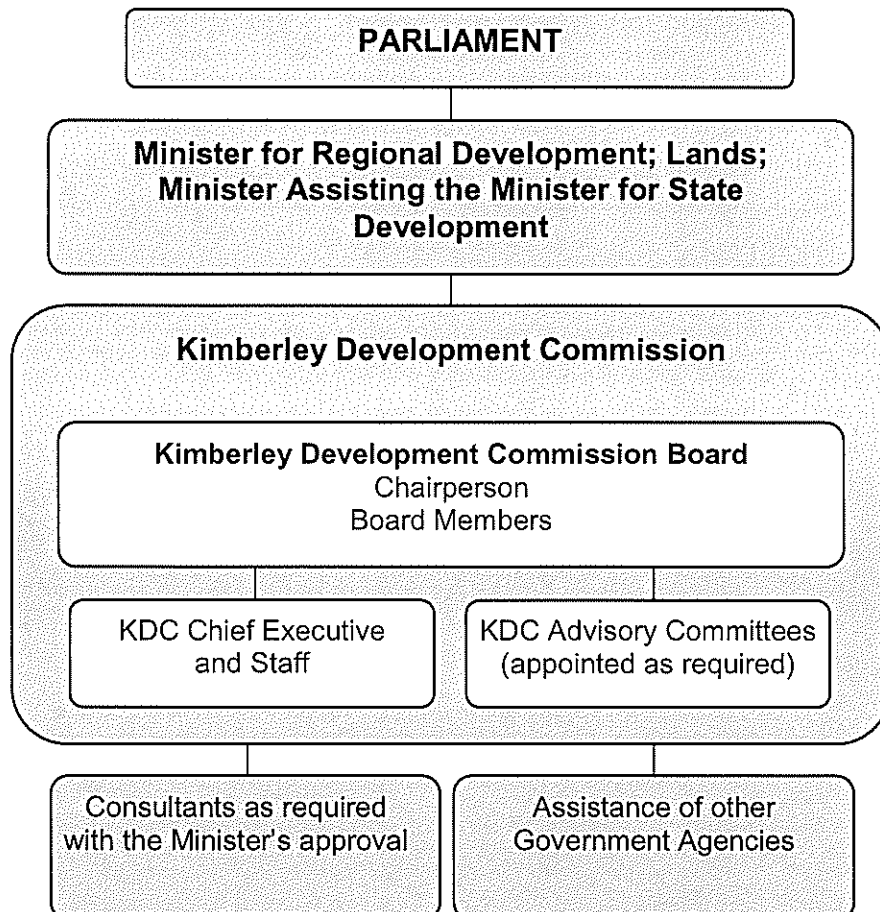 PARLIAMENT
Minister for Regional Development; Lands;
Minister Assisting the Minister for State
Development
Kimberley Development Commission
Kimberley Development Commission Board
Chairperson
Board Members
KDC Chief Executive
and Staff
KDC Advisory Committees
(appointed as required)
Consultants as required
with the Minister's approval
Assistance of other
Government Agencies